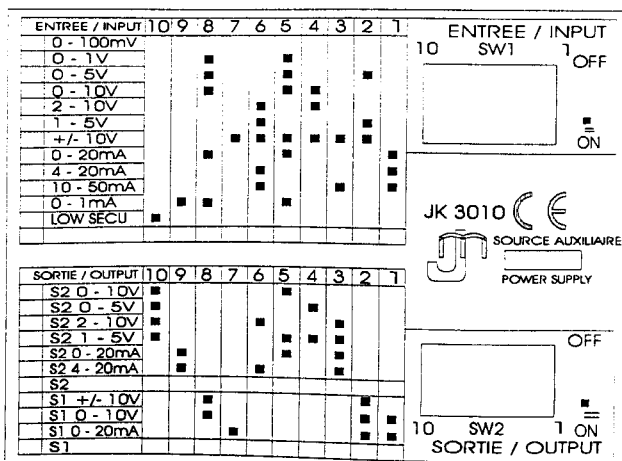 ENTREE / INPUT 10 9 8 7 6 5 4 3 2 1
0 - 100mV
0 - 1V
0 - 5V
0 - 10V
2 - 10V
1 - 5V
+/- 10V
0 - 20mA
4 - 20mA
10 - 50mA
0 - 1mA
LOW SECU
SORTIE / OUTPUT 10 9 8 7 6 5 4 3 2 1
S2 0 - 10V
S2 0 - 5V
S2 2 - 10V
S2 1 - 5V
S2 0 - 20mA
S2 4 - 20mA
S2
S1 +/- 10V
S1 0 - 10V
S1 0 - 20mA
S1
ENTREE / INPUT
10 SW1 1
OFF
ON
JK 3010 CE
JM
SOURCE AUXILIAIRE
POWER SUPPLY
OFF
10 SW2 1 ON
SORTIE / OUTPUT